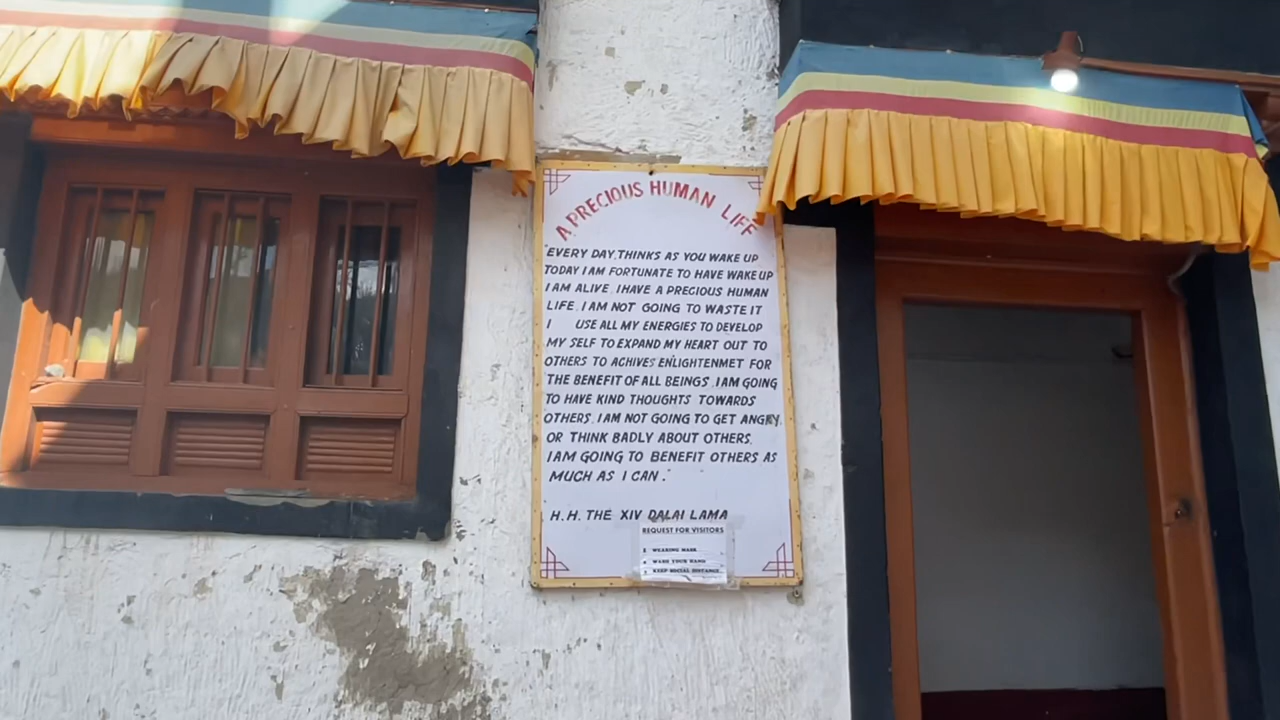 A PRECIOUS HUMAN LIFE
"EVERY DAY, THINKS AS YOU WAKE UP
TODAY I AM FORTUNATE TO HAVE WAKE UP
I AM ALIVE, I HAVE A PRECIOUS HUMAN
LIFE, I AM NOT GOING TO WASTE IT
I USE ALL MY ENERGIES TO DEVELOP
MY SELF TO EXPAND MY HEART OUT TO
OTHERS TO ACHIVES ENLIGHTENMET FOR
THE BENEFIT OF ALL BEINGS, I AM GOING
TO HAVE KIND THOUGHTS TOWARDS
OTHERS, I AM NOT GOING TO GET ANGRY
OR THINK BADLY ABOUT OTHERS,
I AM GOING TO BENEFIT OTHERS AS
MUCH AS I CAN."
H.H. THE XIV DALAI LAMA
REQUEST FOR VISITORS
WEARING MASK
WASH YOUR HAND
KEEP SOCIAL DISTANCE